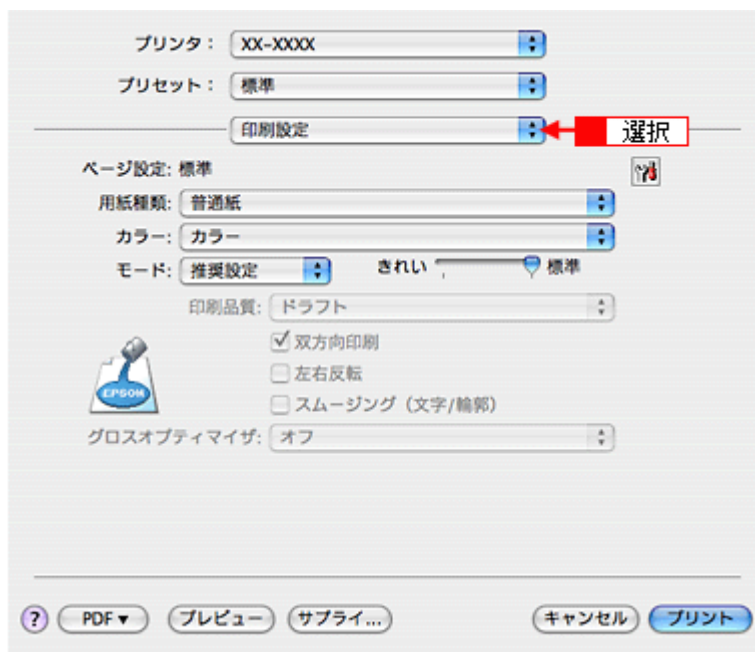 プリンタ： XX-XXXX
プリセット： 標準
印刷設定 選択
ページ設定: 標準
用紙種類: 普通紙
カラー: カラー
モード: 推奨設定 きれい 標準
印刷品質: ドラフト
双方向印刷
左右反転
EPSON
スムージング（文字/輪郭）
グロスオプティマイザ: オフ
? PDF▼ プレビュー サプライ... キャンセル プリント